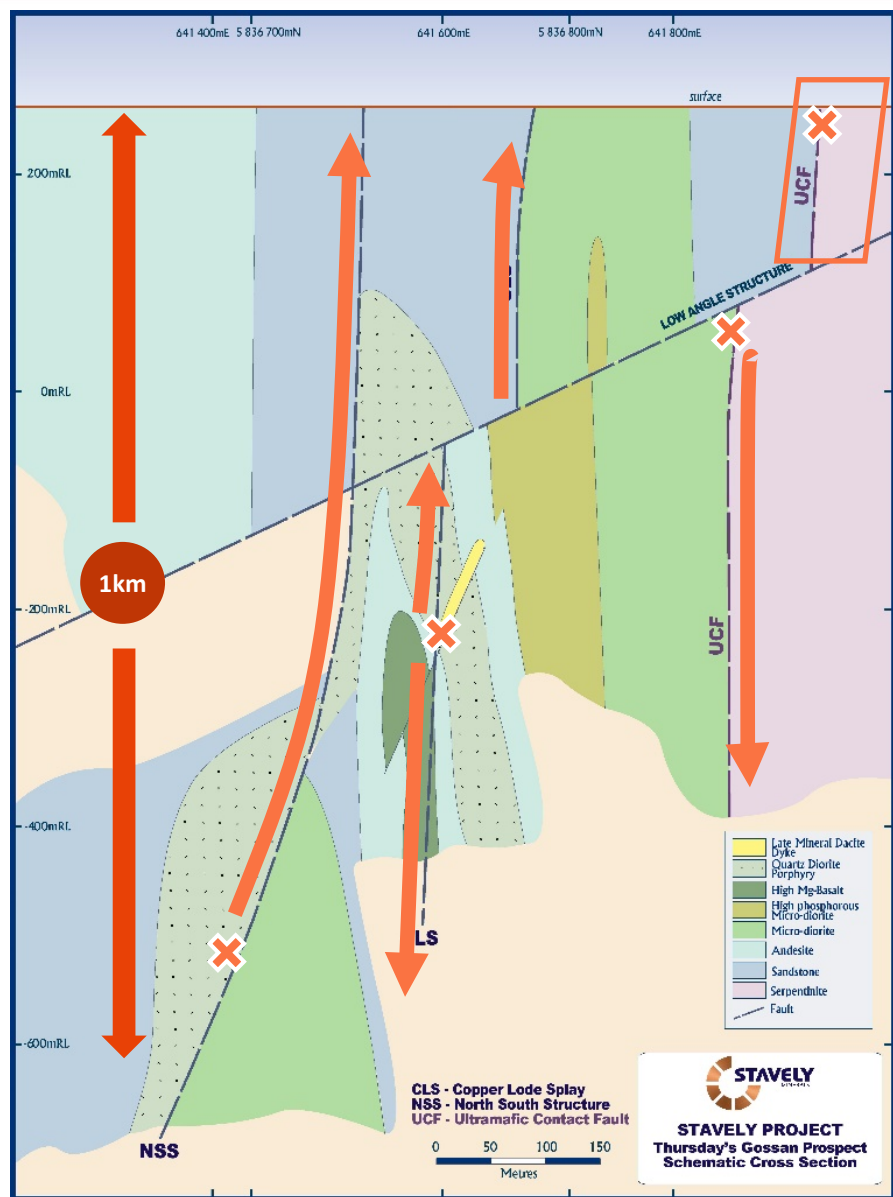 641 400mE 5 836 700mN 641 600mE 5 836 800mN 641 800mE
surface
200mRL
UCF
LOW ANGLE STRUCTURE
0mRL
1km
-200mRL
UCF
-400mRL
Late Mineral Dacite
Dyke
Quartz Diorite
Porphyry
High Mg-Basalt
High phosphorous
Micro-diorite
Micro-diorite
Andesite
Sandstone
Serpentinite
Fault
LS
-600mRL
CLS - Copper Lode Splay
NSS - North South Structure
UCF - Ultramafic Contact Fault
NSS
0 50 100 150
Metres
STAVELY
MINERALS
STAVELY PROJECT
Thursday's Gossan Prospect
Schematic Cross Section